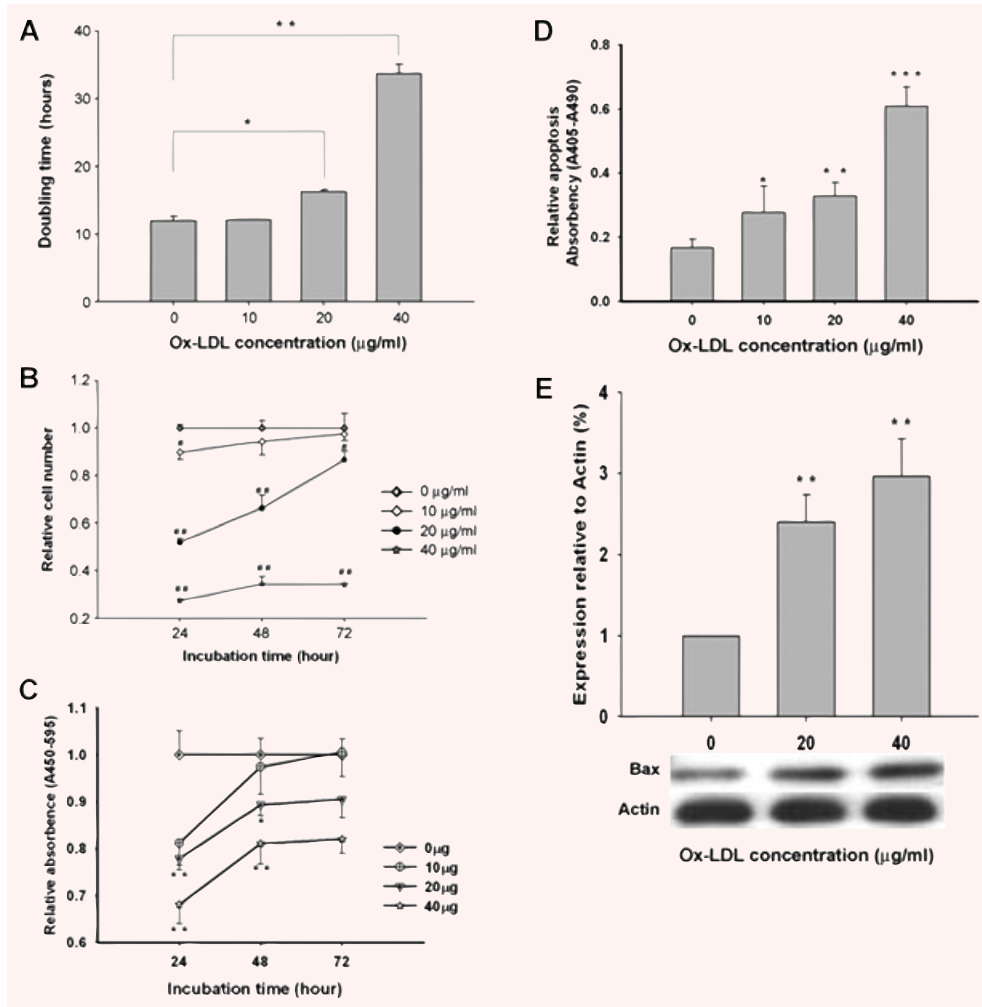 A
Doubling time (hours)
40
30
20
10
0
* *
*
0 10 20 40
Ox-LDL concentration (µg/ml)
B
Relative cell number
1.2
1.0
0.8
0.6
0.4
0.2
#
##
##
#
##
##
##
24 48 72
Incubation time (hour)
0 µg/ml
10 µg/ml
20 µg/ml
40 µg/ml
C
Relative absorbence (A450-595)
1.1
1.0
0.9
0.8
0.7
0.6
* *
*
* *
* *
24 48 72
Incubation time (hour)
0µg
10µg
20µg
40µg
D
Relative apoptosis
Absorbency (A405-A490)
0.8
0.6
0.4
0.2
0.0
*
* *
* * *
0 10 20 40
Ox-LDL concentration (µg/ml)
E
Expression relative to Actin (%)
4
3
2
1
0
* *
* *
0 20 40
Bax
Actin
Ox-LDL concentration (µg/ml)